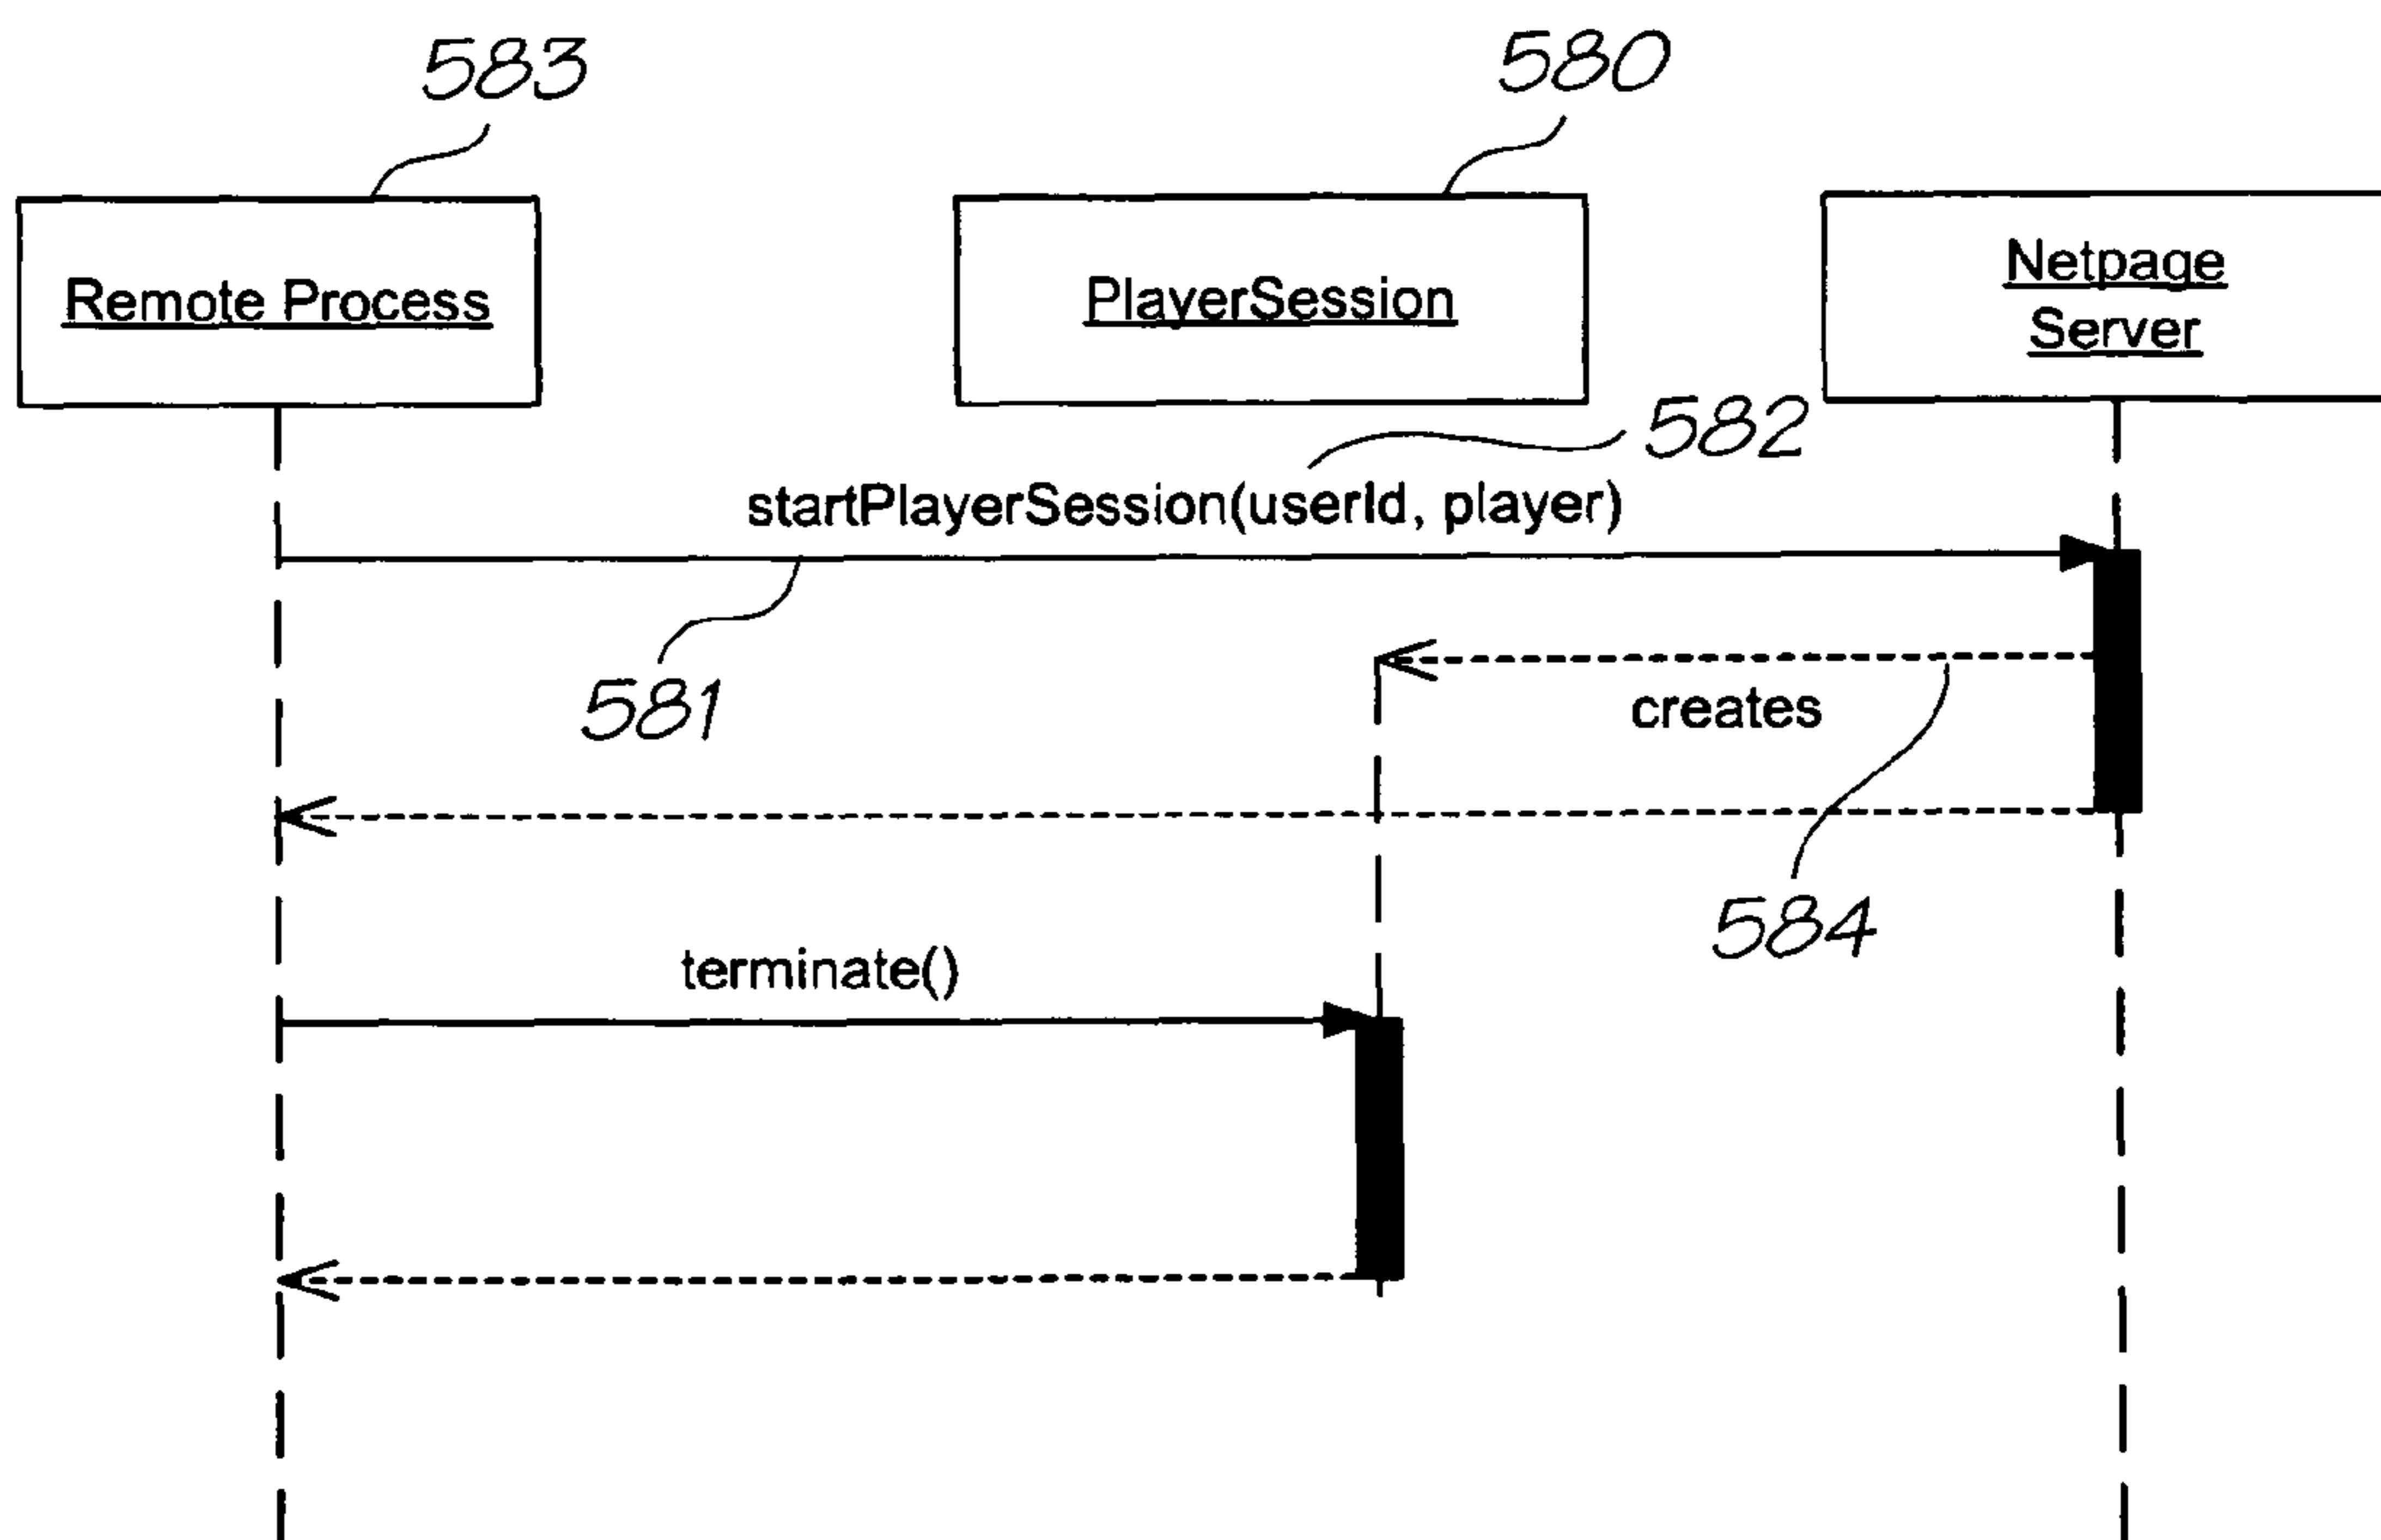 583
580
Remote Process
PlayerSession
Netpage
Server
582
startPlayerSession(userId, player)
581
creates
584
terminate()